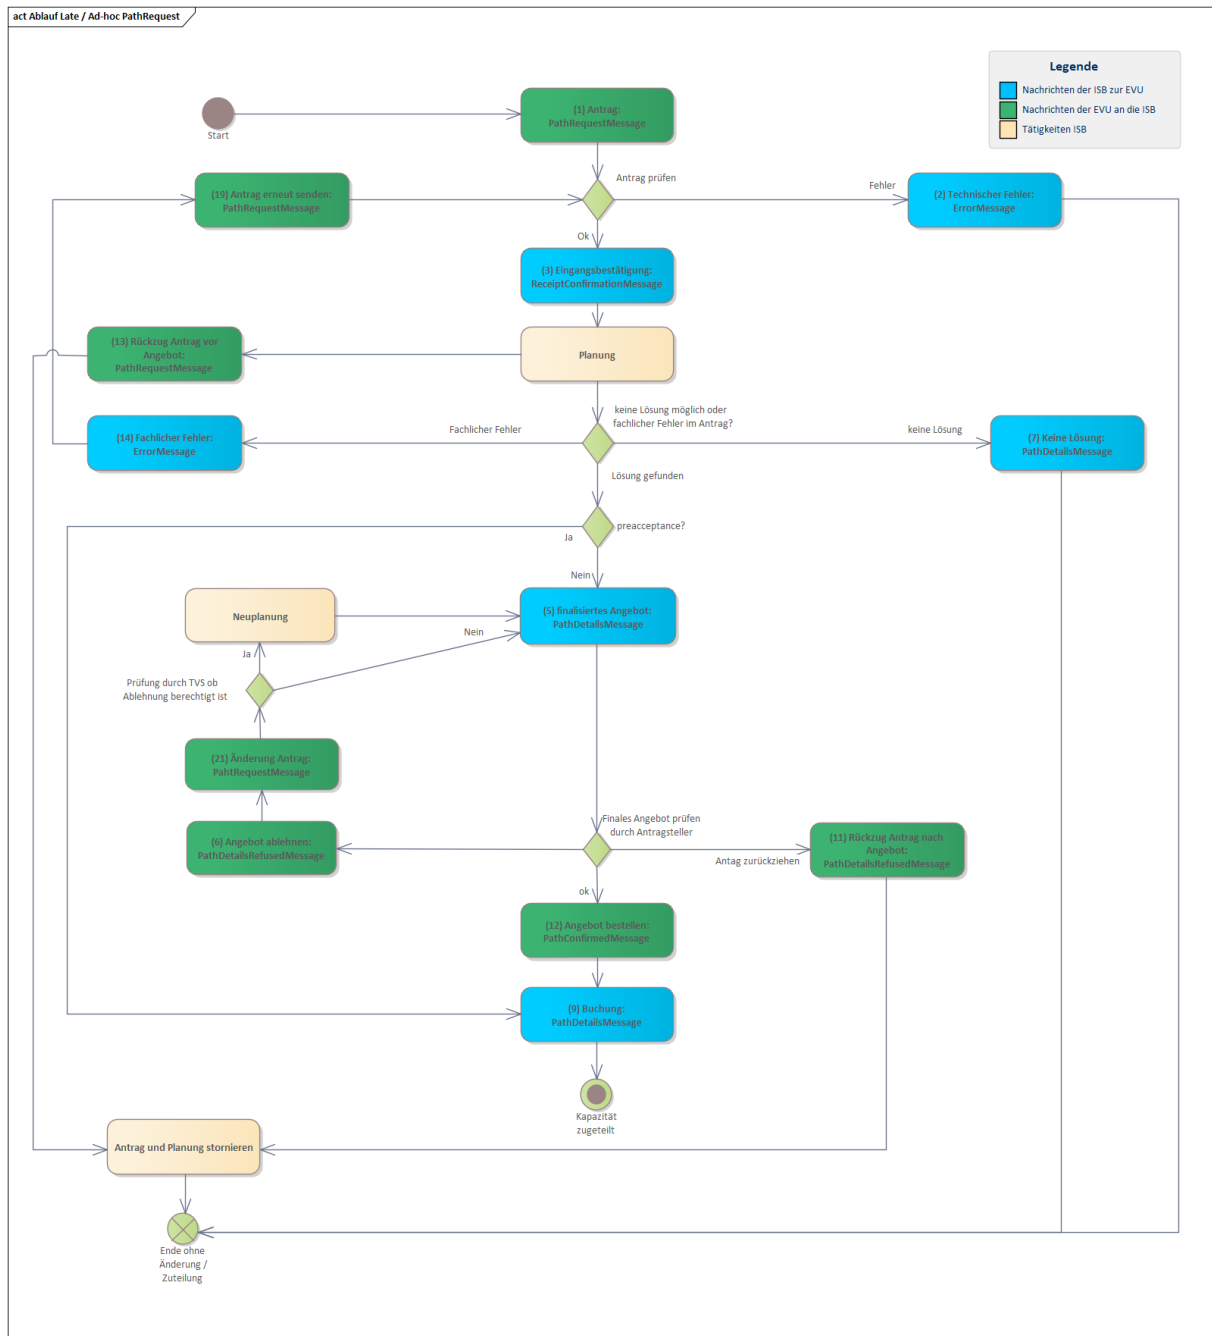 act Ablauf Late / Ad-hoc PathRequest
Legende
Nachrichten der ISB zur EVU
Nachrichten der EVU an die ISB
Tätigkeiten ISB
Start
(1) Antrag:
PathRequestMessage
Antrag prüfen
(19) Antrag erneut senden:
PathRequestMessage
Fehler
(2) Technischer Fehler:
ErrorMessage
Ok
(3) Eingangsbestätigung:
ReceiptConfirmationMessage
(13) Rückzug Antrag vor
Angebot:
PathRequestMessage
Planung
keine Lösung möglich oder
fachlicher Fehler im Antrag?
(14) Fachlicher Fehler:
ErrorMessage
Fachlicher Fehler
keine Lösung
(7) Keine Lösung:
PathDetailsMessage
Lösung gefunden
preacceptance?
Ja
Nein
Neuplanung
(5) finalisiertes Angebot:
PathDetailsMessage
Nein
Ja
Prüfung durch TVS ob
Ablehnung berechtigt ist
(21) Änderung Antrag:
PahtRequestMessage
(6) Angebot ablehnen:
PathDetailsRefusedMessage
Finales Angebot prüfen
durch Antragsteller
Antag zurückziehen
(11) Rückzug Antrag nach
Angebot:
PathDetailsRefusedMessage
ok
(12) Angebot bestellen:
PathConfirmedMessage
(9) Buchung:
PathDetailsMessage
Kapazität
zugeteilt
Antrag und Planung stornieren
Ende ohne
Änderung /
Zuteilung